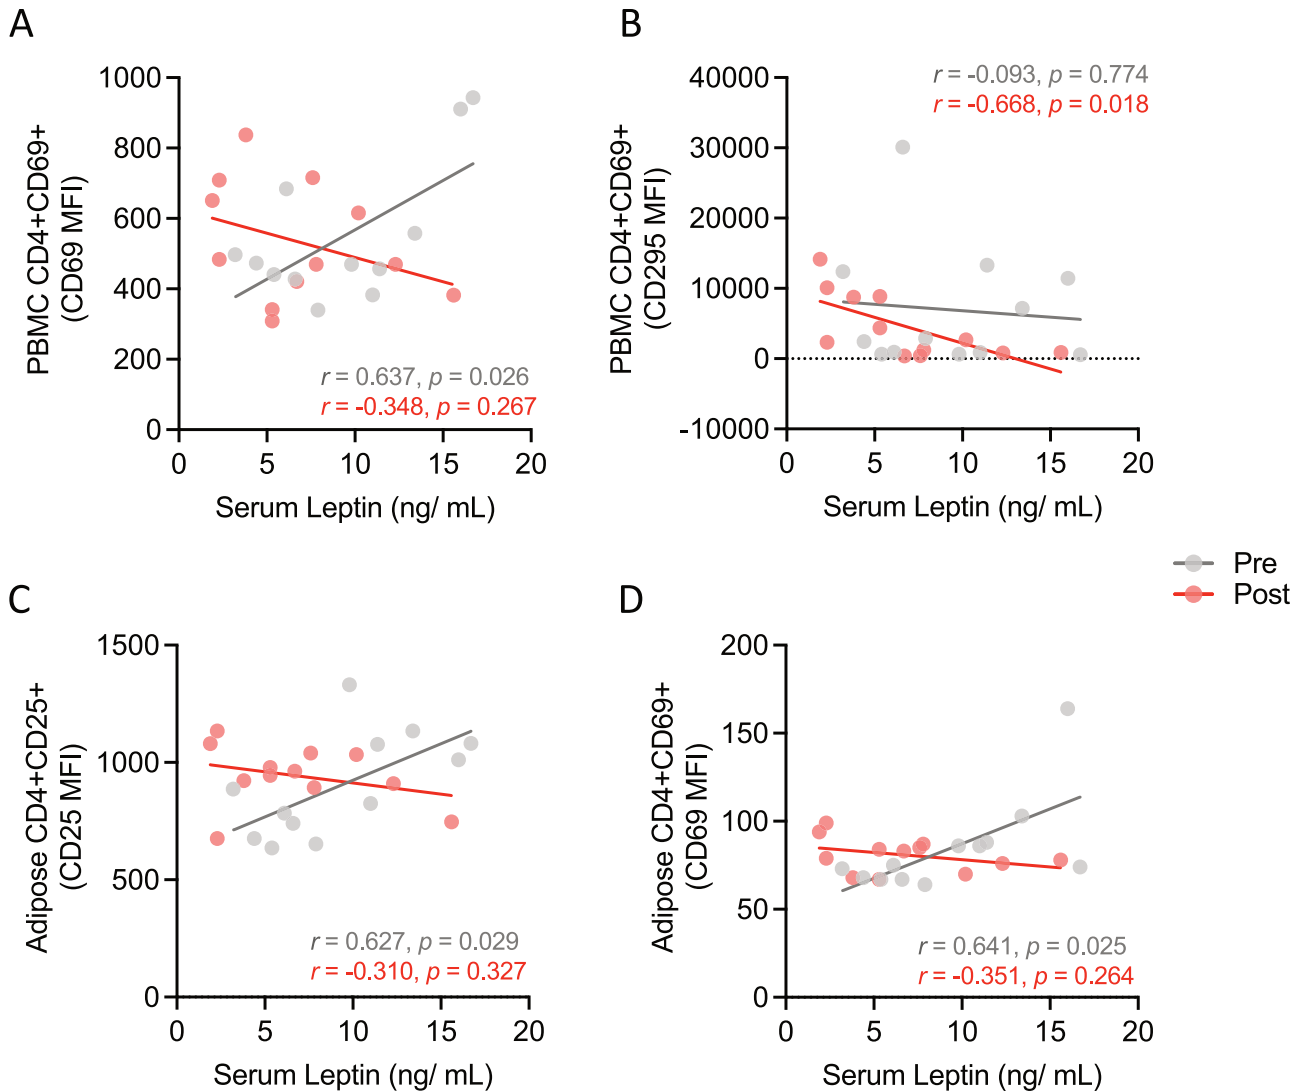 A
PBMC CD4+CD69+
(CD69 MFI)
1000
800
600
400
200
0
r = 0.637, p = 0.026
r = -0.348, p = 0.267
0 5 10 15 20
Serum Leptin (ng/ mL)
B
PBMC CD4+CD69+
(CD295 MFI)
40000
30000
20000
10000
0
-10000
r = -0.093, p = 0.774
r = -0.668, p = 0.018
0 5 10 15 20
Serum Leptin (ng/ mL)
Pre
Post
C
Adipose CD4+CD25+
(CD25 MFI)
1500
1000
500
0
r = 0.627, p = 0.029
r = -0.310, p = 0.327
0 5 10 15 20
Serum Leptin (ng/ mL)
D
Adipose CD4+CD69+
(CD69 MFI)
200
150
100
50
0
r = 0.641, p = 0.025
r = -0.351, p = 0.264
0 5 10 15 20
Serum Leptin (ng/ mL)